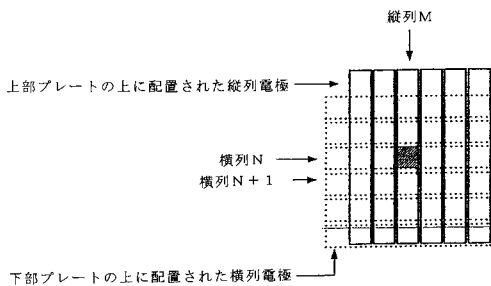 縦列M
上部プレートの上に配置された縦列電極
横列N
横列N+1
下部プレートの上に配置された横列電極